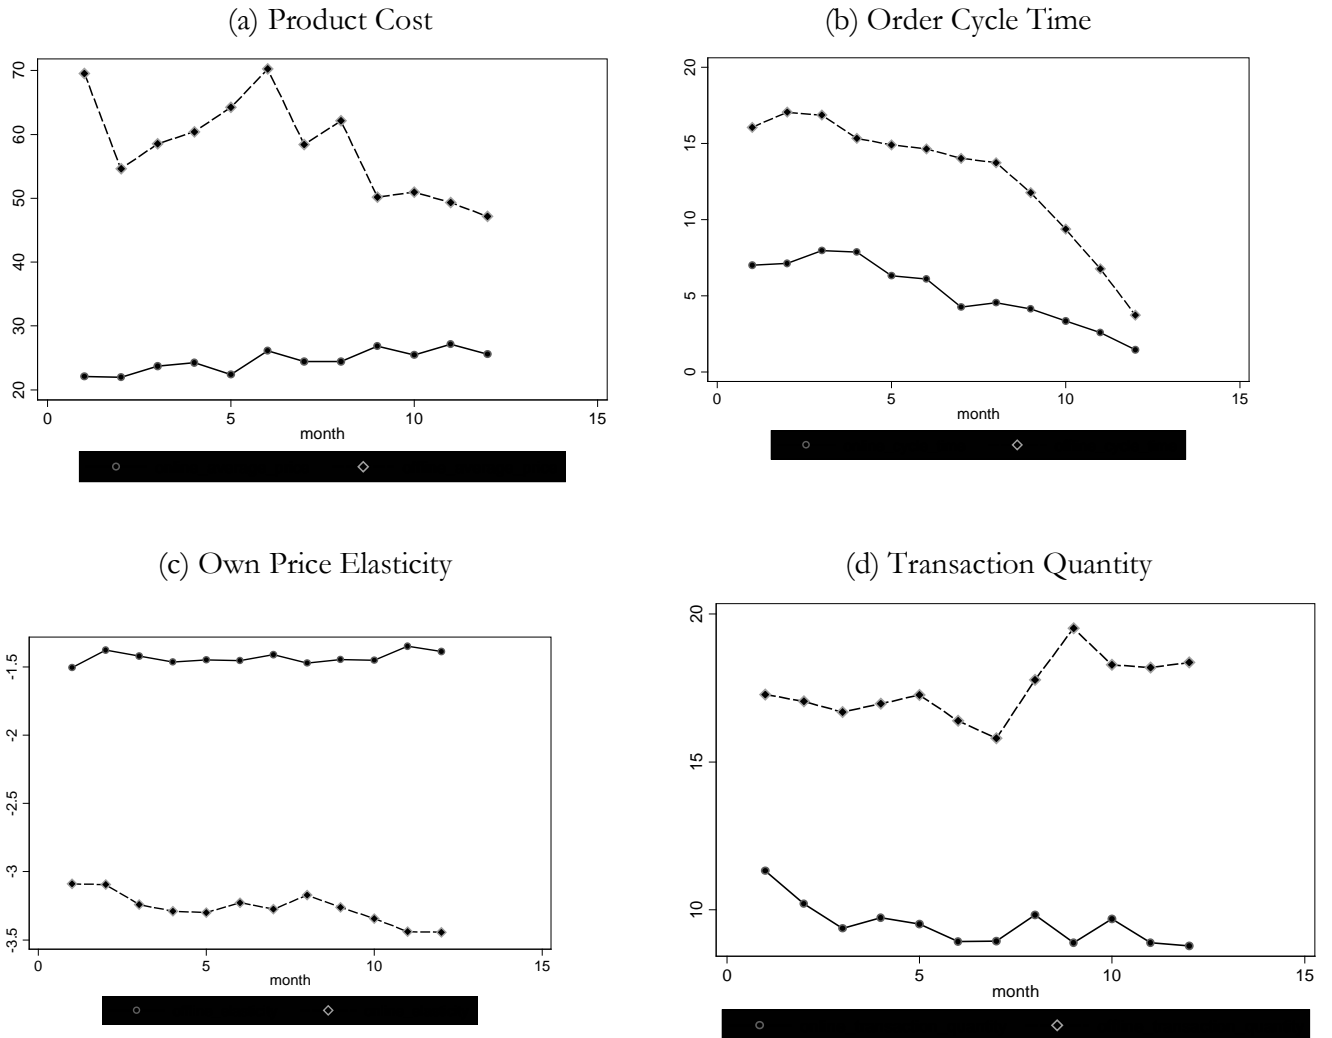 (a) Product Cost
70
60
50
40
30
20
0 5 10 15
month
(b) Order Cycle Time
20
15
10
5
0
0 5 10 15
month
(c) Own Price Elasticity
-1.5
-2
-2.5
-3
-3.5
0 5 10 15
month
(d) Transaction Quantity
20
15
10
0 5 10 15
month